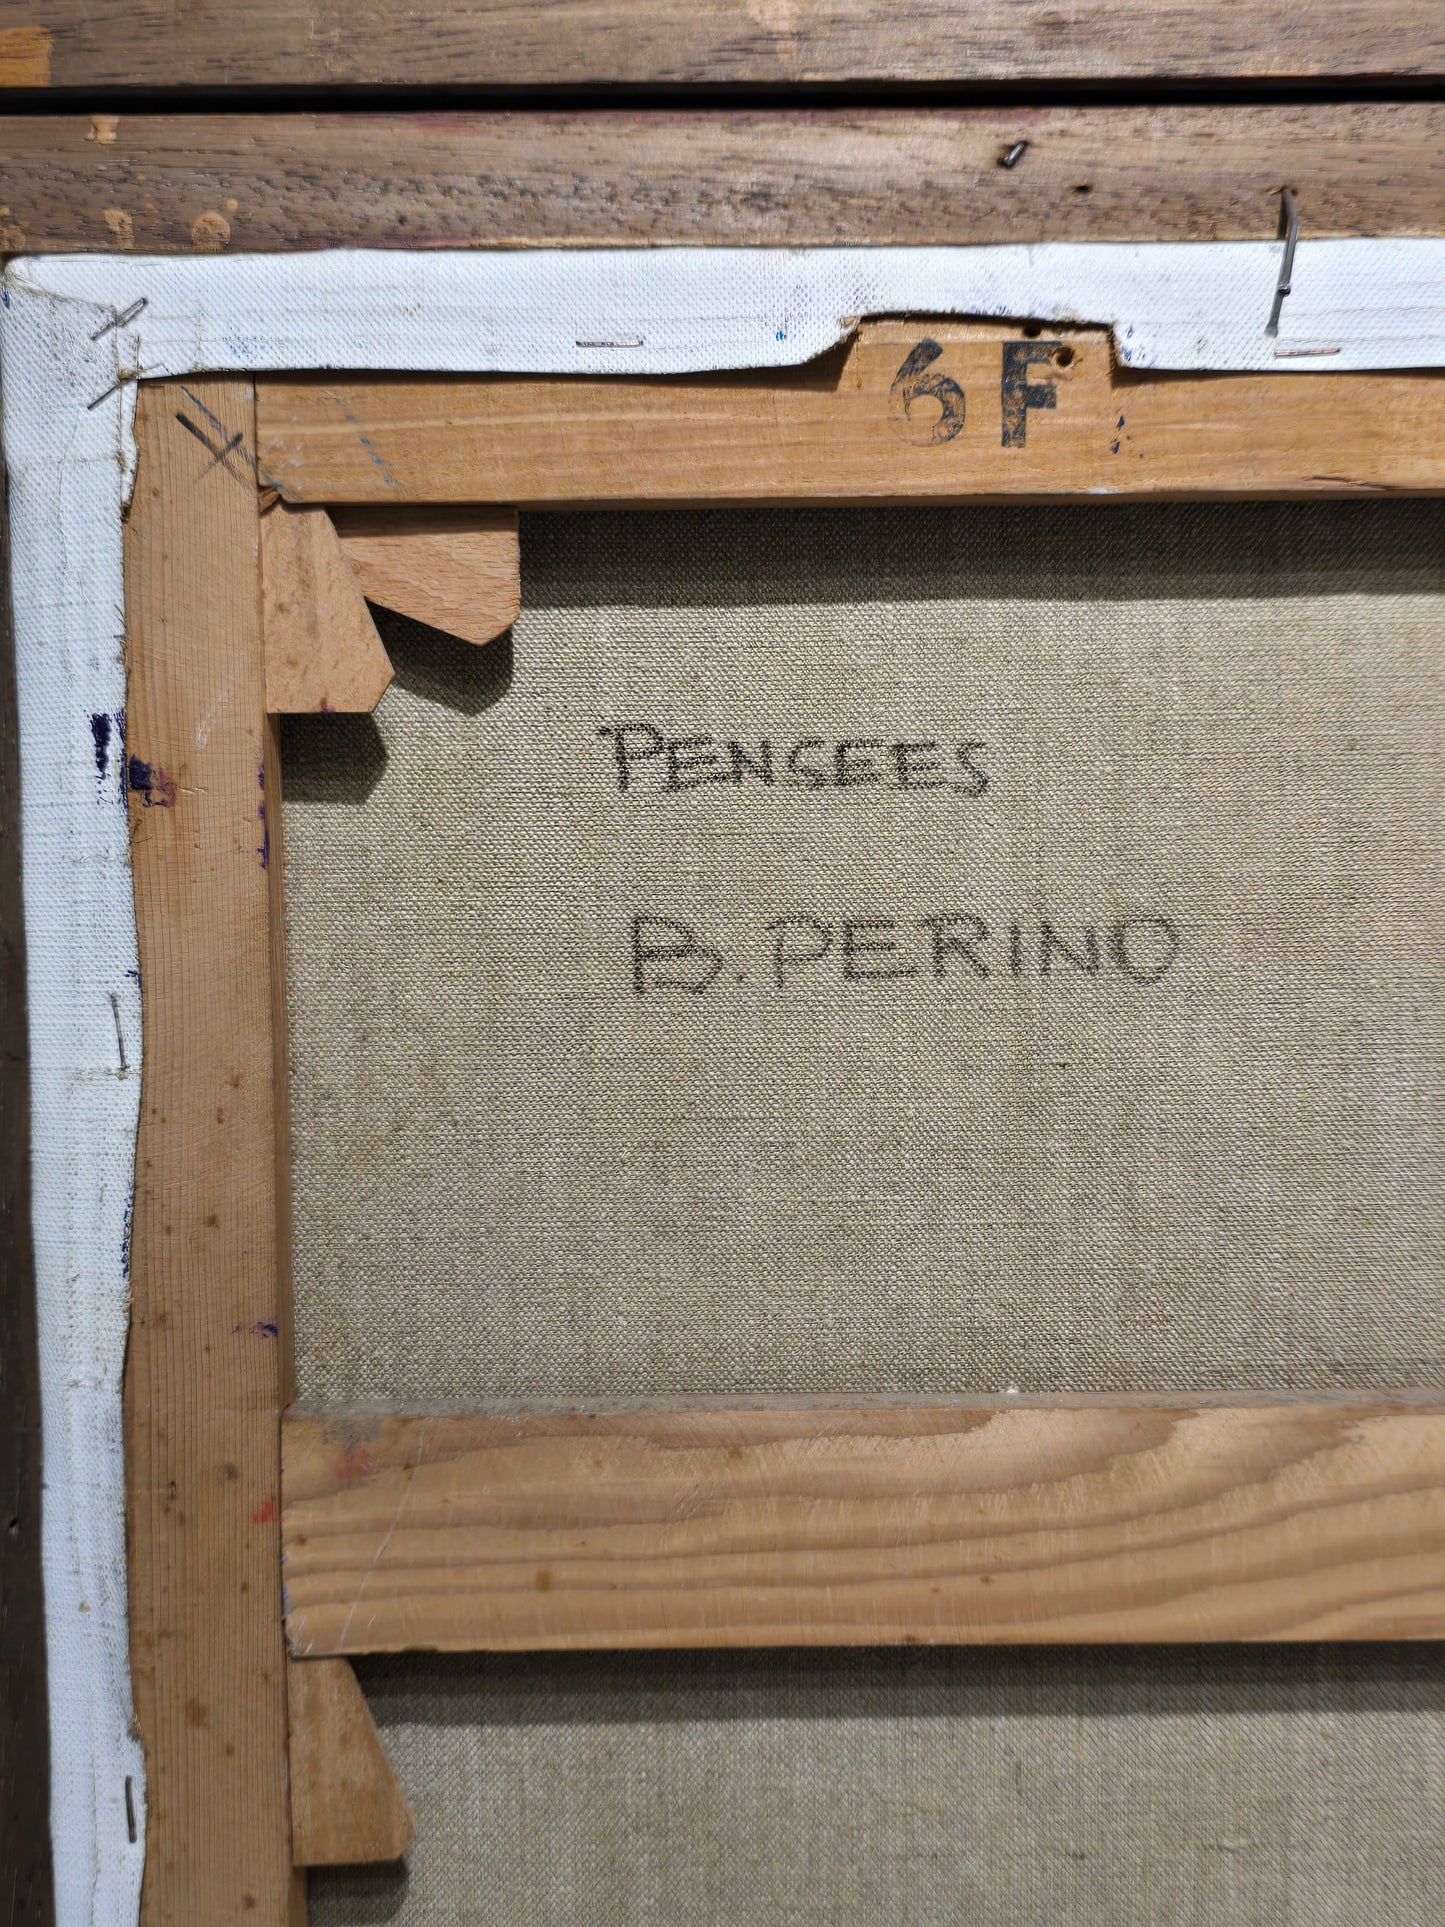 6F
PENSEES
B. PERINO